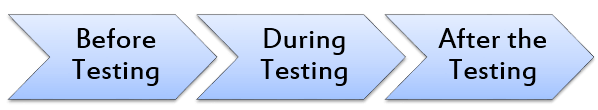 Before
Testing
During
Testing
After the
Testing